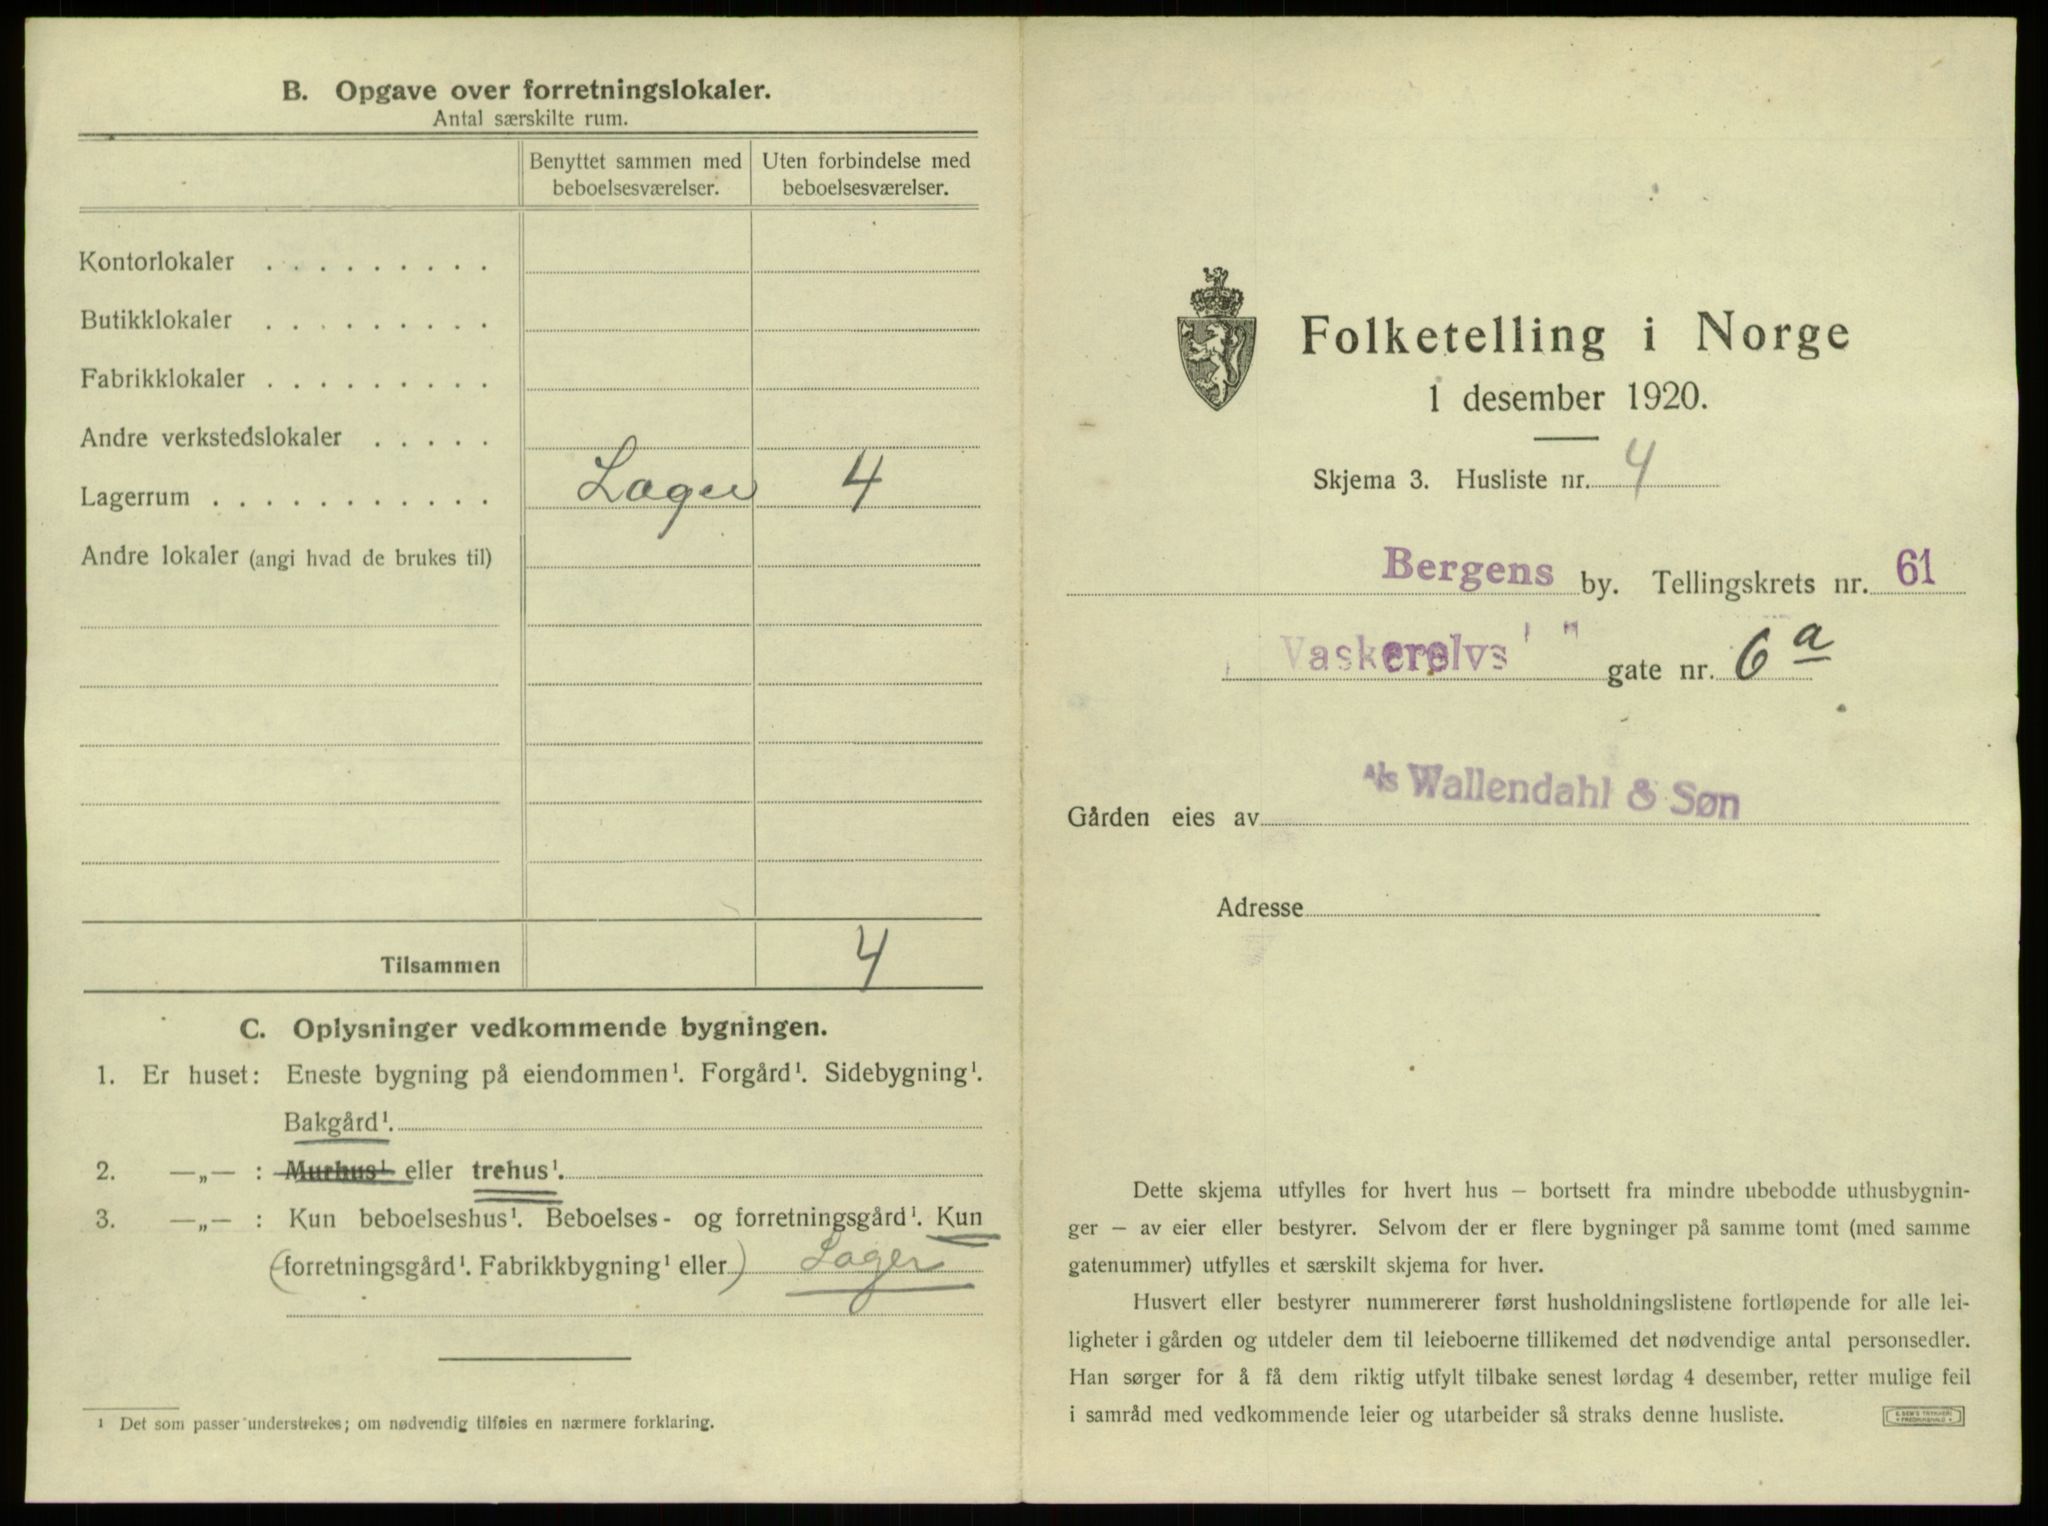 B. Opgave over forretningslokaler.
Antal særskilte rum.
Benyttet sammen med beboelsesværelser.
Uten forbindelse med beboelsesværelser.
Kontorlokaler . . . . . . . . .
Butikklokaler . . . . . . . . .
Fabrikklokaler . . . . . . . . .
Andre verkstedslokaler . . . . .
Lagerrum . . . . . . . . . . . Lager 4
Andre lokaler (angi hvad de brukes til)
Tilsammen 4
C. Oplysninger vedkommende bygningen.
1. Er huset: Eneste bygning på eiendommen¹. Forgård¹. Sidebygning¹.
Bakgård¹.
2. —„— : Murhus¹ eller trehus¹.
3. —„— : Kun beboelseshus¹. Beboelses- og forretningsgård¹. Kun
(forretningsgård¹. Fabrikkbygning¹ eller) Lager
¹ Det som passer understrekes; om nødvendig tilføies en nærmere forklaring.
Folketelling i Norge
1 desember 1920.
Skjema 3. Husliste nr. 4
Bergens by. Tellingskrets nr. 61
Vaskerelvs gate nr. 6a
Gården eies av A/s Wallendahl & Søn
Adresse
Dette skjema utfylles for hvert hus – bortsett fra mindre ubebodde uthusbygnin-
ger – av eier eller bestyrer. Selvom der er flere bygninger på samme tomt (med samme
gatenummer) utfylles et særskilt skjema for hver.
Husvert eller bestyrer nummererer først husholdningslistene fortløpende for alle lei-
ligheter i gården og utdeler dem til leieboerne tillikemed det nødvendige antal personsedler.
Han sørger for å få dem riktig utfylt tilbake senest lørdag 4 desember, retter mulige feil
i samråd med vedkommende leier og utarbeider så straks denne husliste.